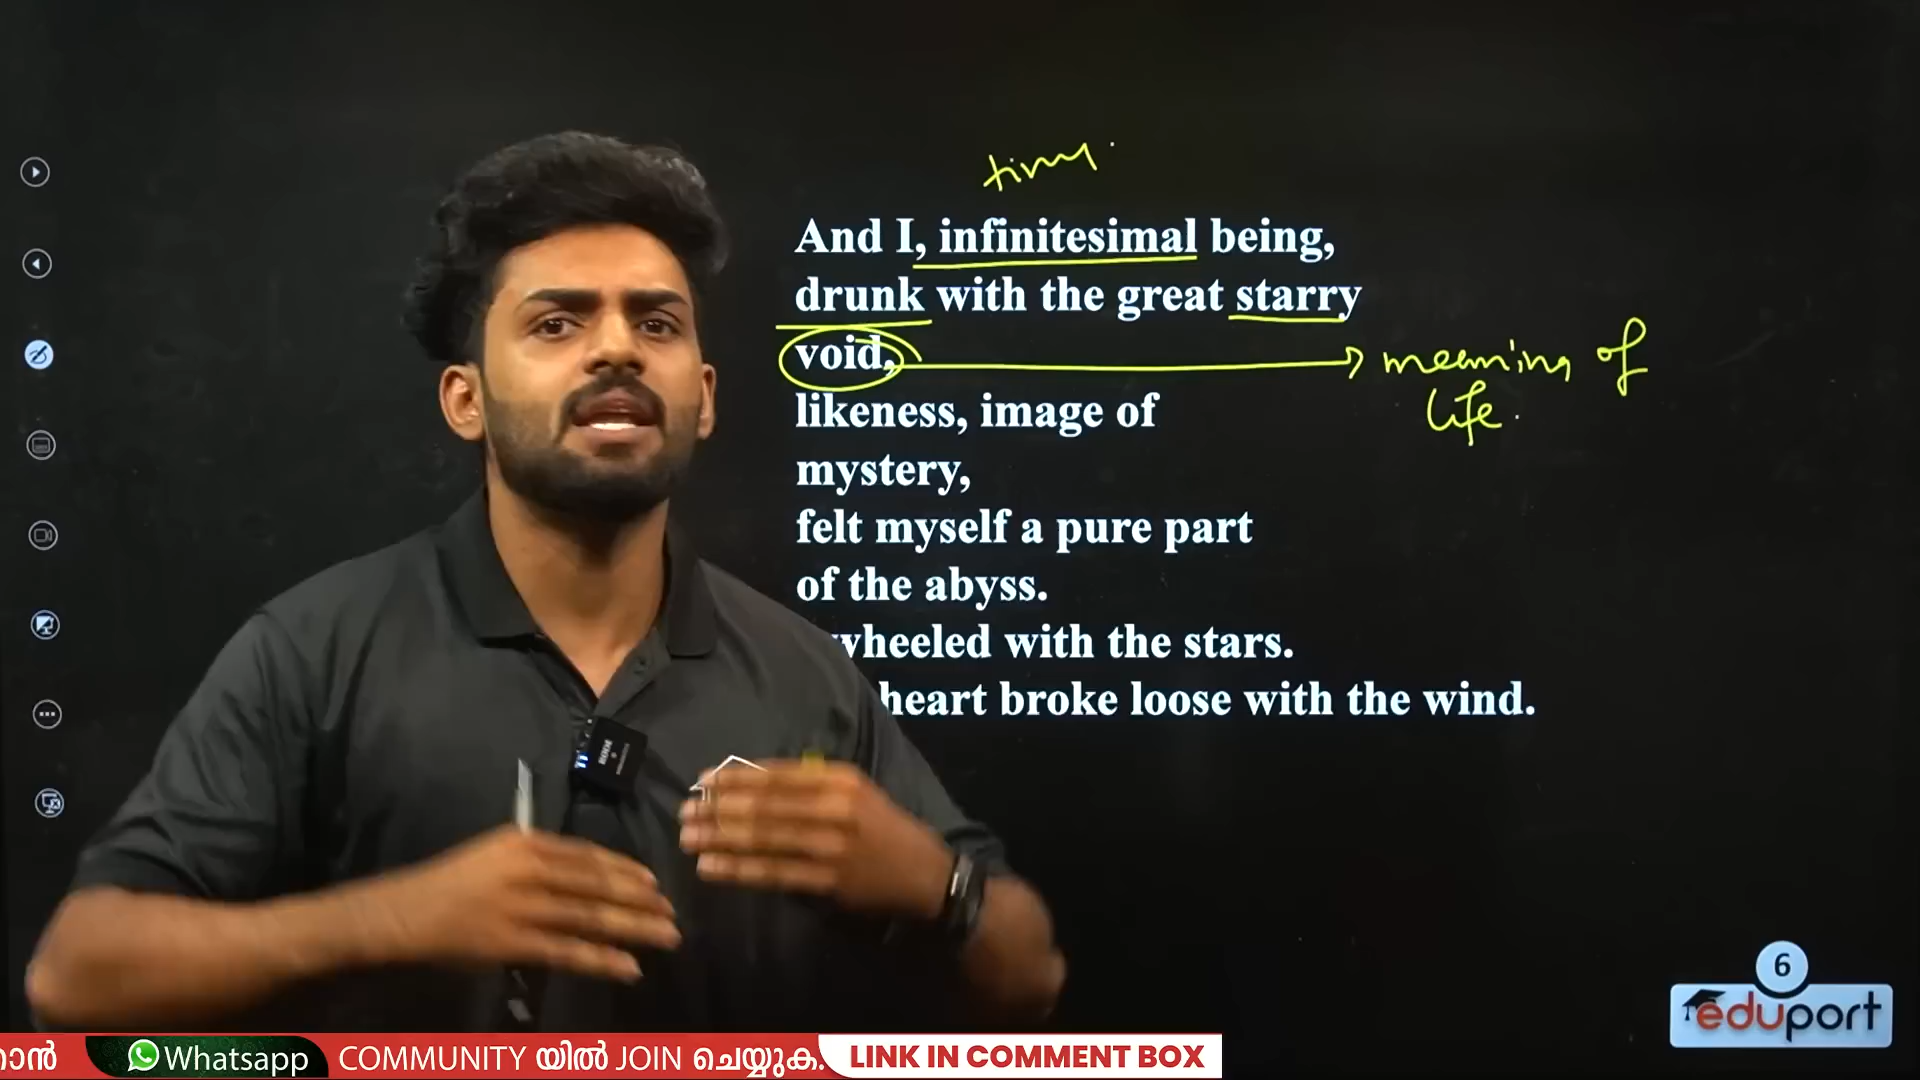 tiny.
And I, infinitesimal being,
drunk with the great starry
void,
meaning of
life.
likeness, image of
mystery,
felt myself a pure part
of the abyss.
wheeled with the stars.
heart broke loose with the wind.
RODE
6
eduport
Whatsapp COMMUNITY യിൽ JOIN ചെയ്യുക. LINK IN COMMENT BOX